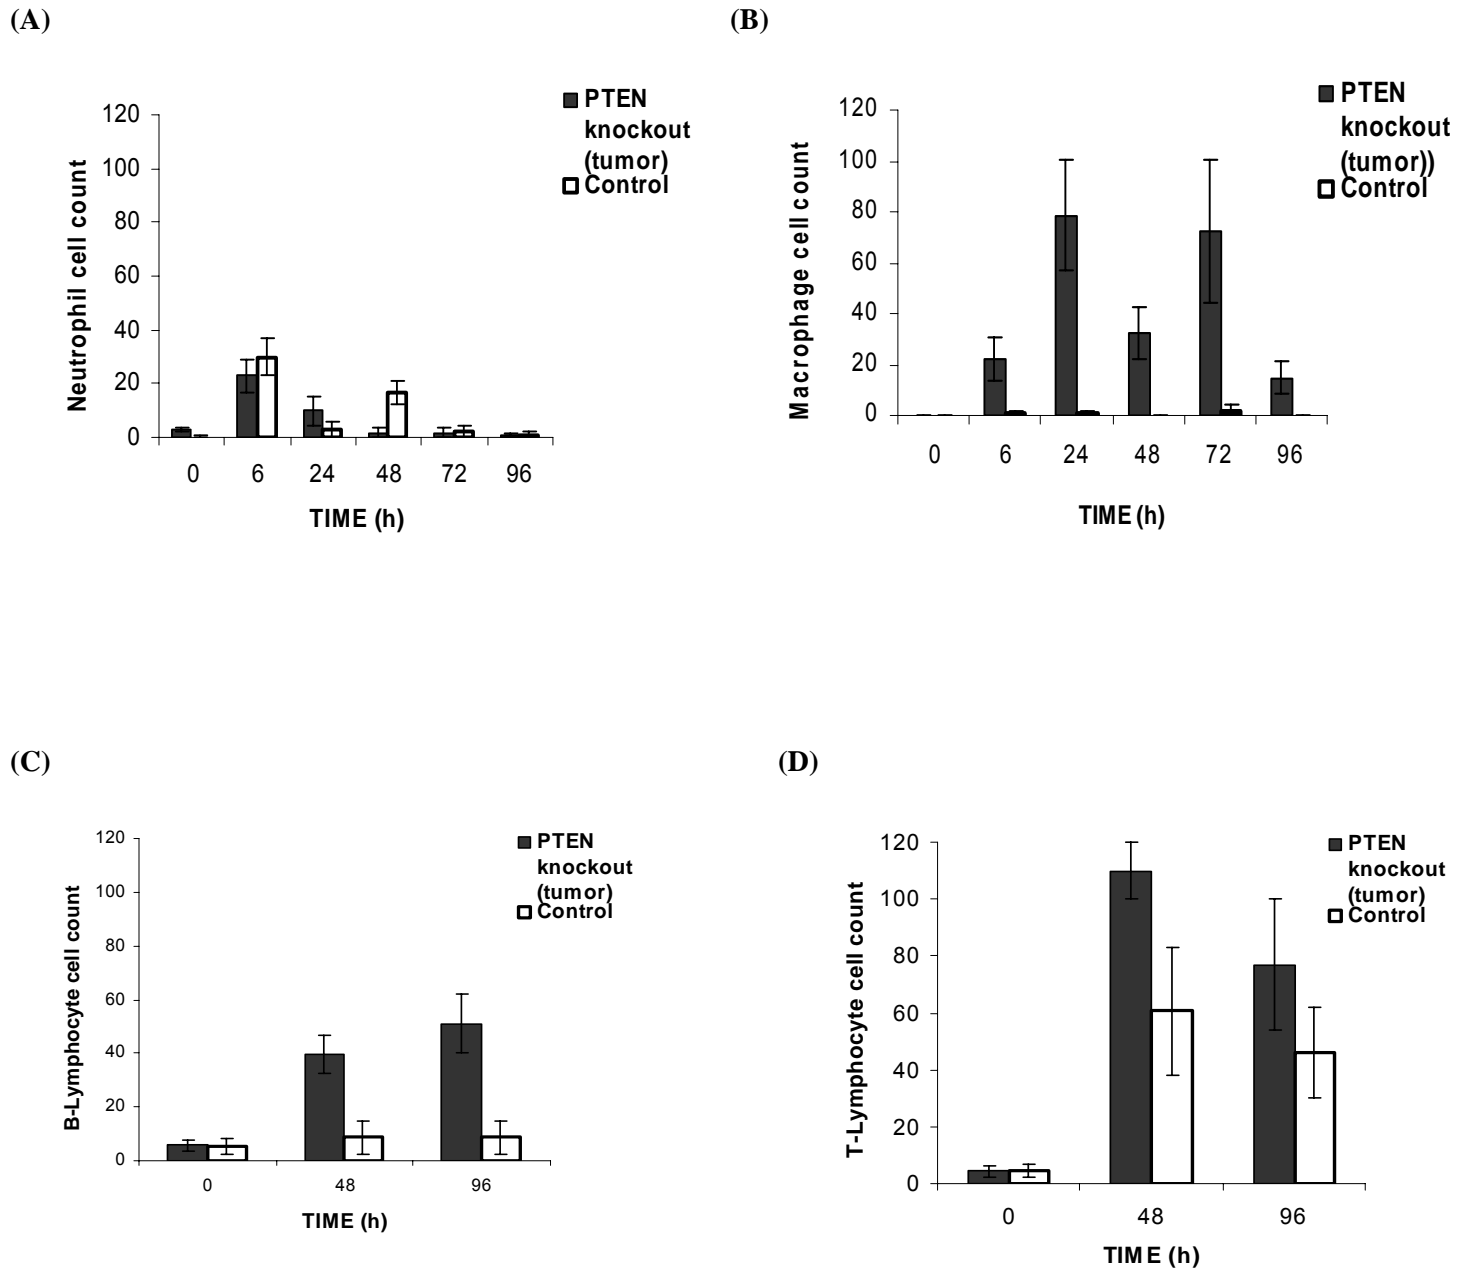 (A)
Neutrophil cell count
120
100
80
60
40
20
0
0 6 24 48 72 96
TIME (h)
PTEN
knockout
(tumor)
Control
(B)
Macrophage cell count
120
100
80
60
40
20
0
0 6 24 48 72 96
TIME (h)
PTEN
knockout
(tumor))
Control
(C)
B-Lymphocyte cell count
120
100
80
60
40
20
0
0 48 96
TIME (h)
PTEN
knockout
(tumor)
Control
(D)
T-Lymphocyte cell count
120
100
80
60
40
20
0
0 48 96
TIME (h)
PTEN
knockout
(tumor)
Control